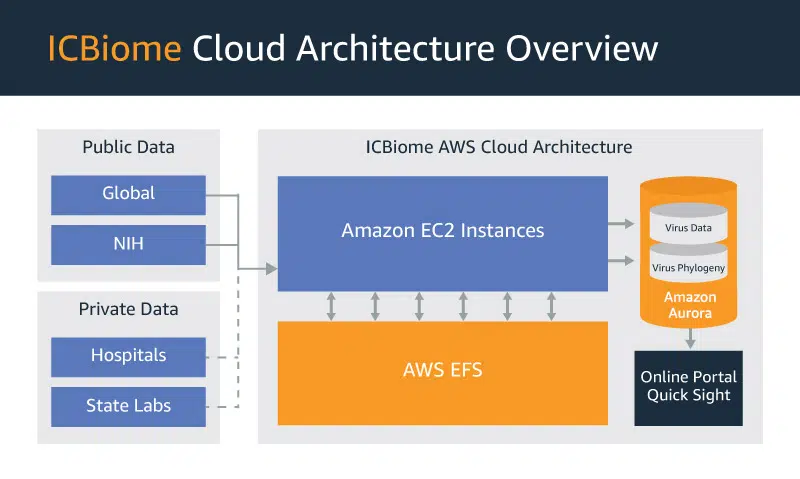 ICBiome Cloud Architecture Overview
Public Data
Global
NIH
Private Data
Hospitals
State Labs
ICBiome AWS Cloud Architecture
Amazon EC2 Instances
AWS EFS
Virus Data
Virus Phylogeny
Amazon
Aurora
Online Portal
Quick Sight